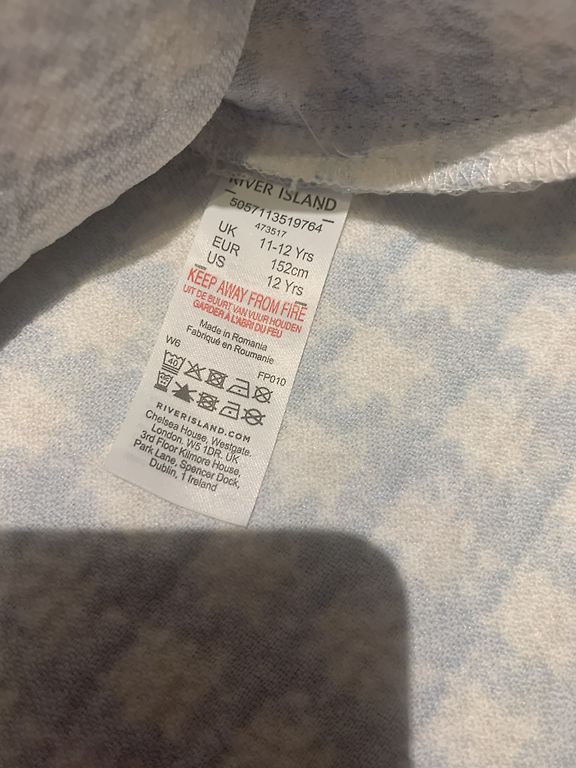 RIVER ISLAND
5057113519764
473517
UK 11-12 Yrs
EUR 152cm
US 12 Yrs
KEEP AWAY FROM FIRE
UIT DE BUURT VAN VUUR HOUDEN
GARDER À L'ABRI DU FEU
Made in Romania
Fabriqué en Roumanie
W6 FP010
40
RIVERISLAND.COM
Chelsea House, Westgate,
London. W5 1DR. UK
3rd Floor Kilmore House,
Park Lane, Spencer Dock,
Dublin, 1 Ireland